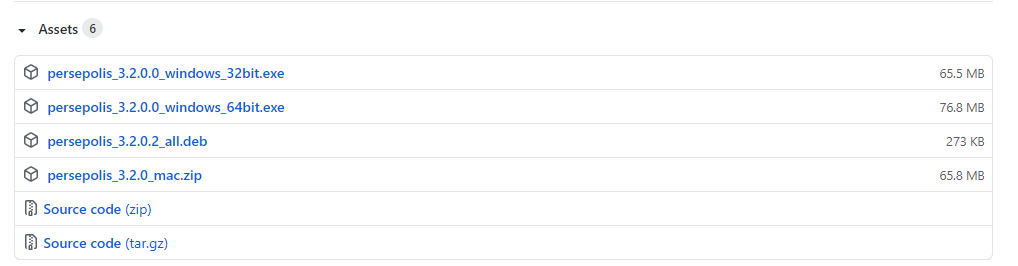 Assets 6
persepolis_3.2.0.0_windows_32bit.exe 65.5 MB
persepolis_3.2.0.0_windows_64bit.exe 76.8 MB
persepolis_3.2.0.2_all.deb 273 KB
persepolis_3.2.0_mac.zip 65.8 MB
Source code (zip)
Source code (tar.gz)